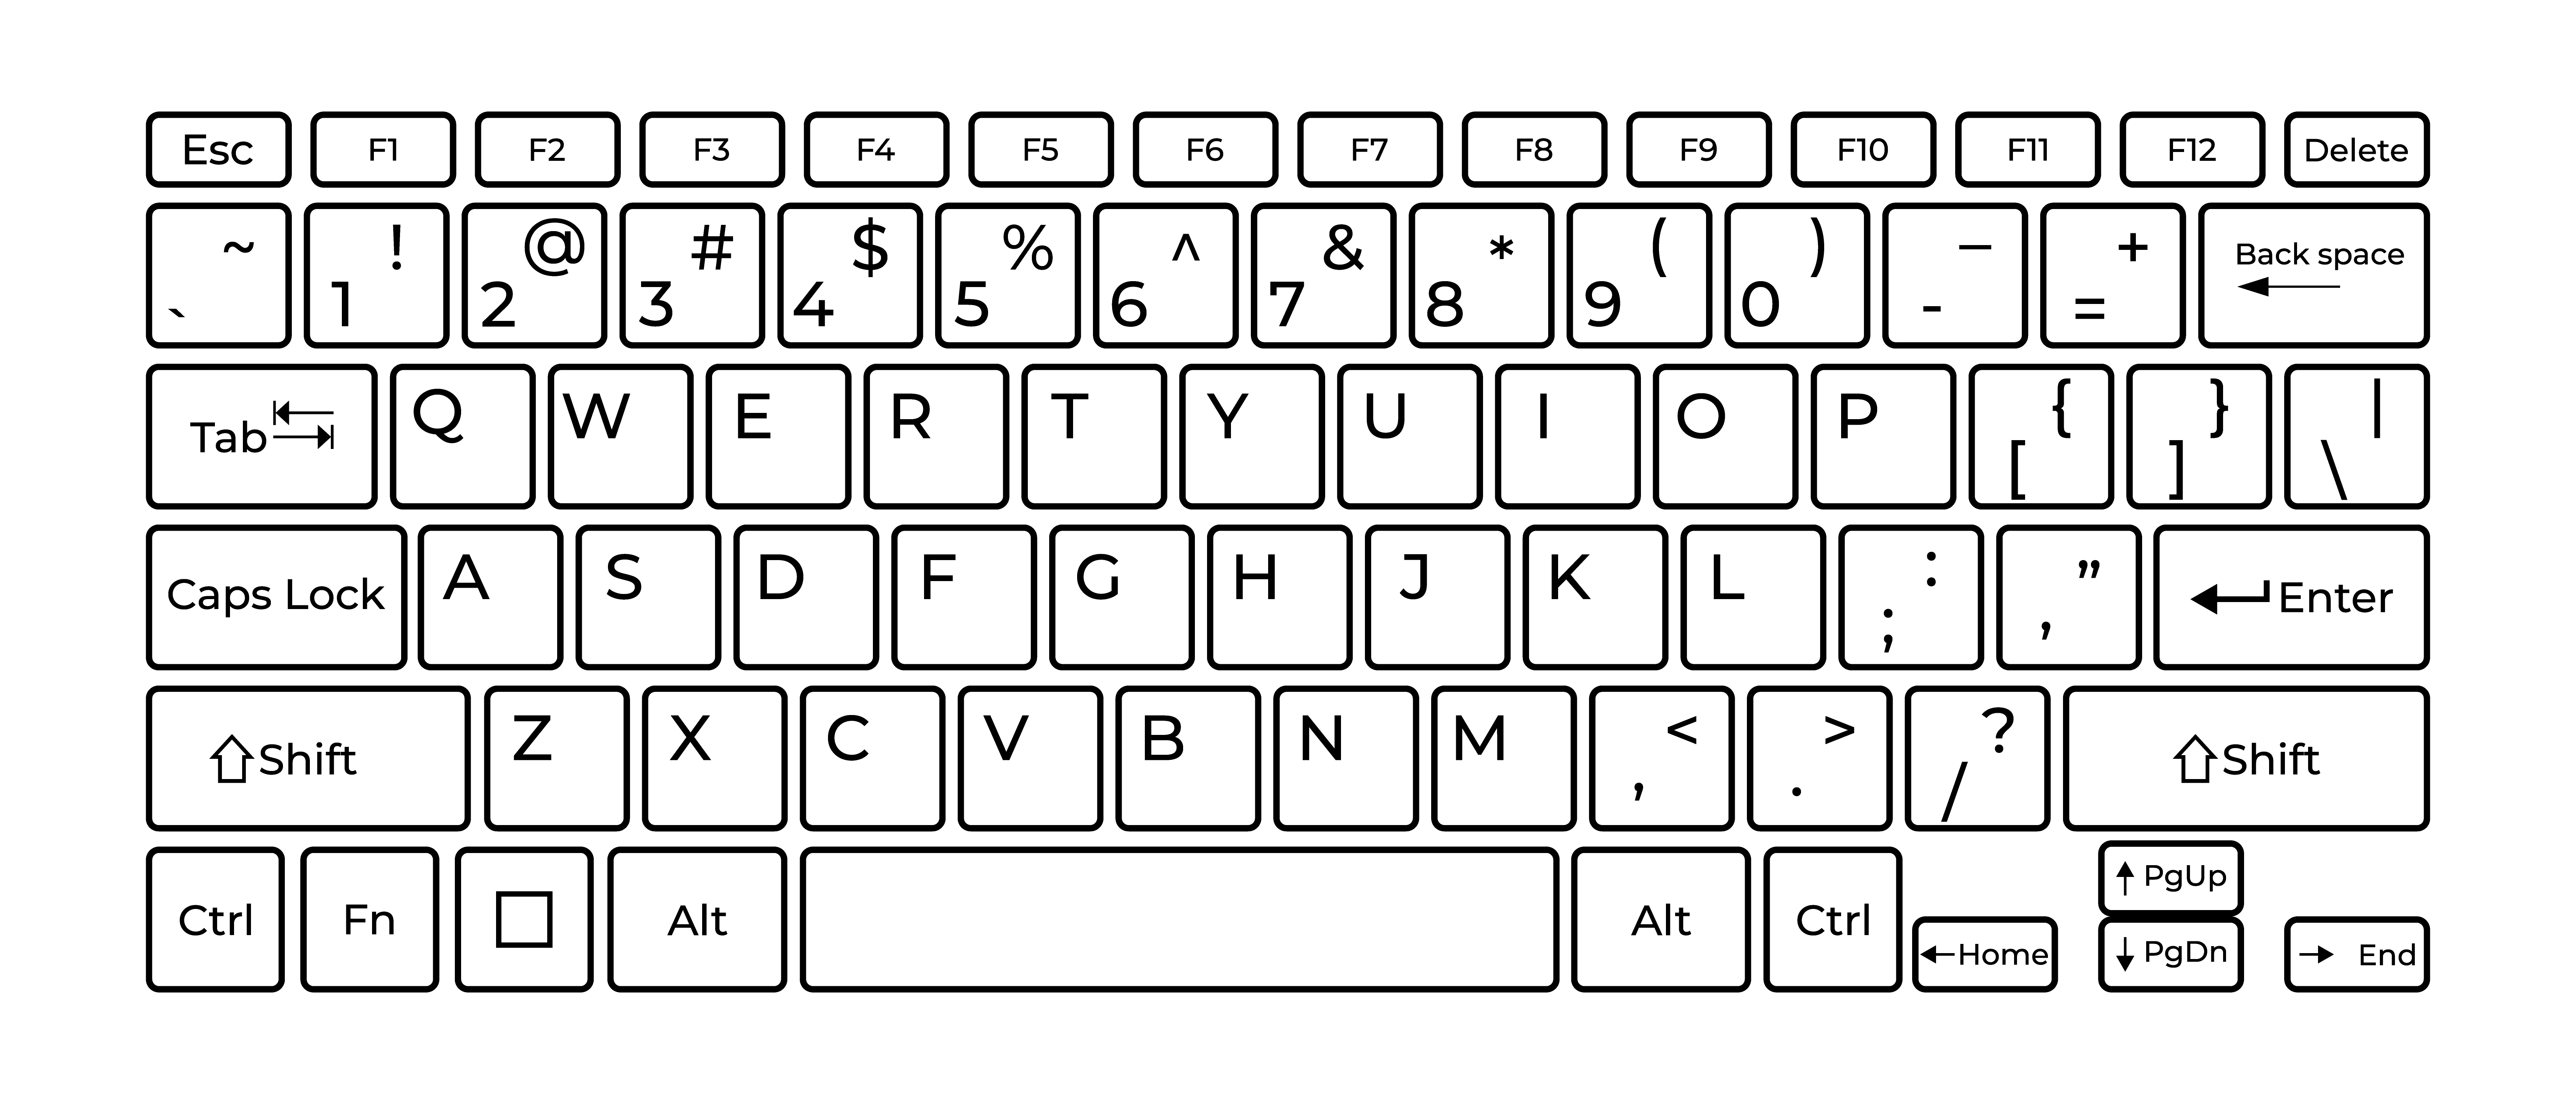 Esc F1 F2 F3 F4 F5 F6 F7 F8 F9 F10 F11 F12 Delete
~ ! @ # $ % ^ & * ( ) – + Back space
` 1 2 3 4 5 6 7 8 9 0 - =
Tab Q W E R T Y U I O P { } |
[ ] \
Caps Lock A S D F G H J K L : ” Enter
; ,
Shift Z X C V B N M < > ? Shift
, . /
Ctrl Fn Alt Alt Ctrl PgUp
Home PgDn End